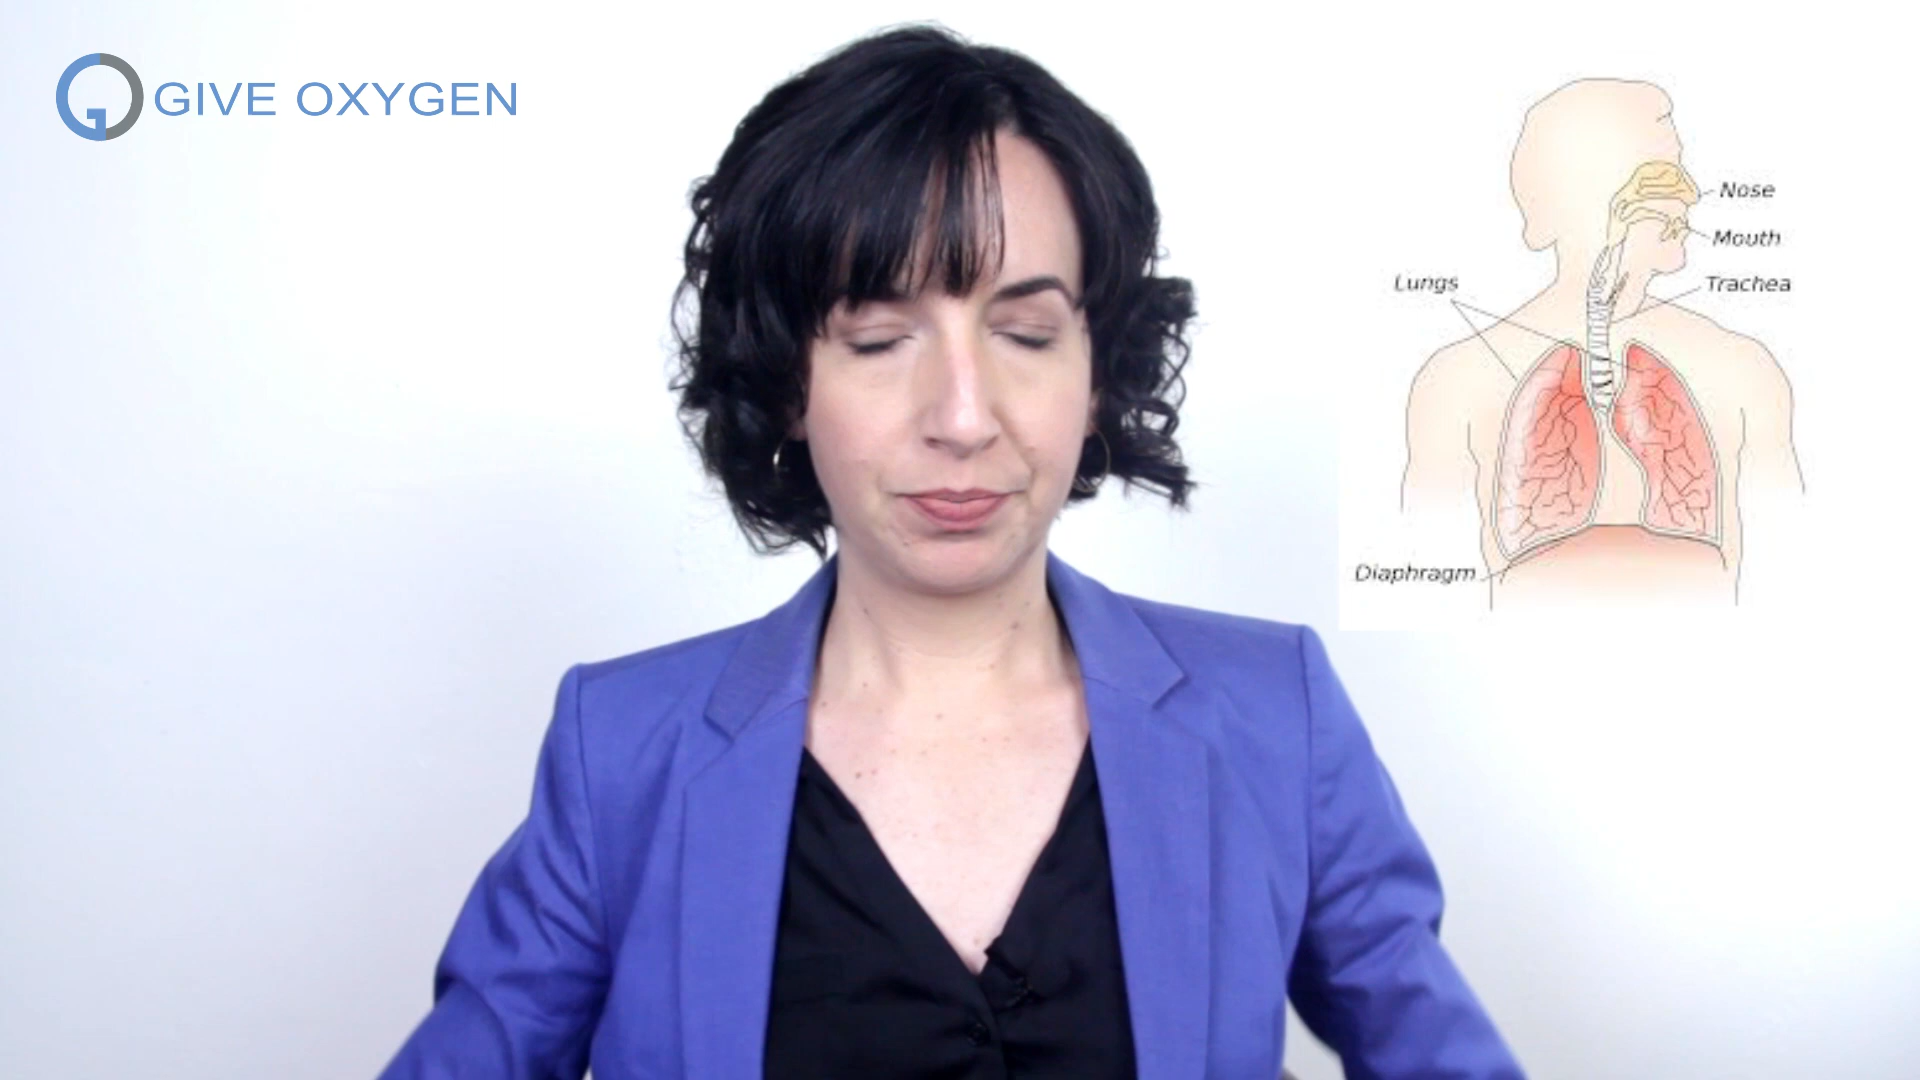 GIVE OXYGEN
Nose
Mouth
Lungs
Trachea
Diaphragm